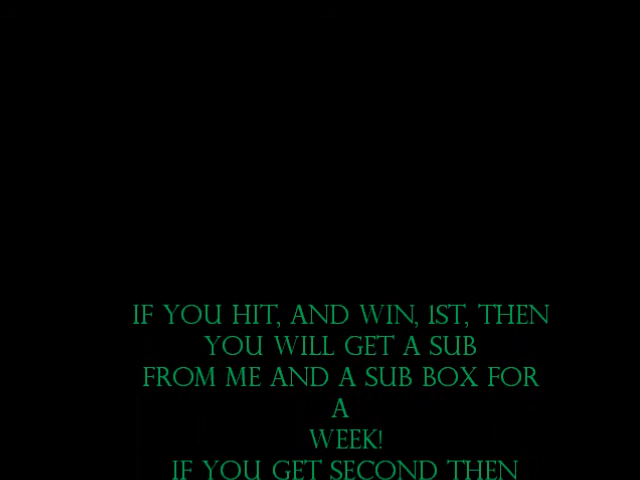 IF YOU HIT, AND WIN, 1ST, THEN
YOU WILL GET A SUB
FROM ME AND A SUB BOX FOR
A
WEEK!
IF YOU GET SECOND THEN